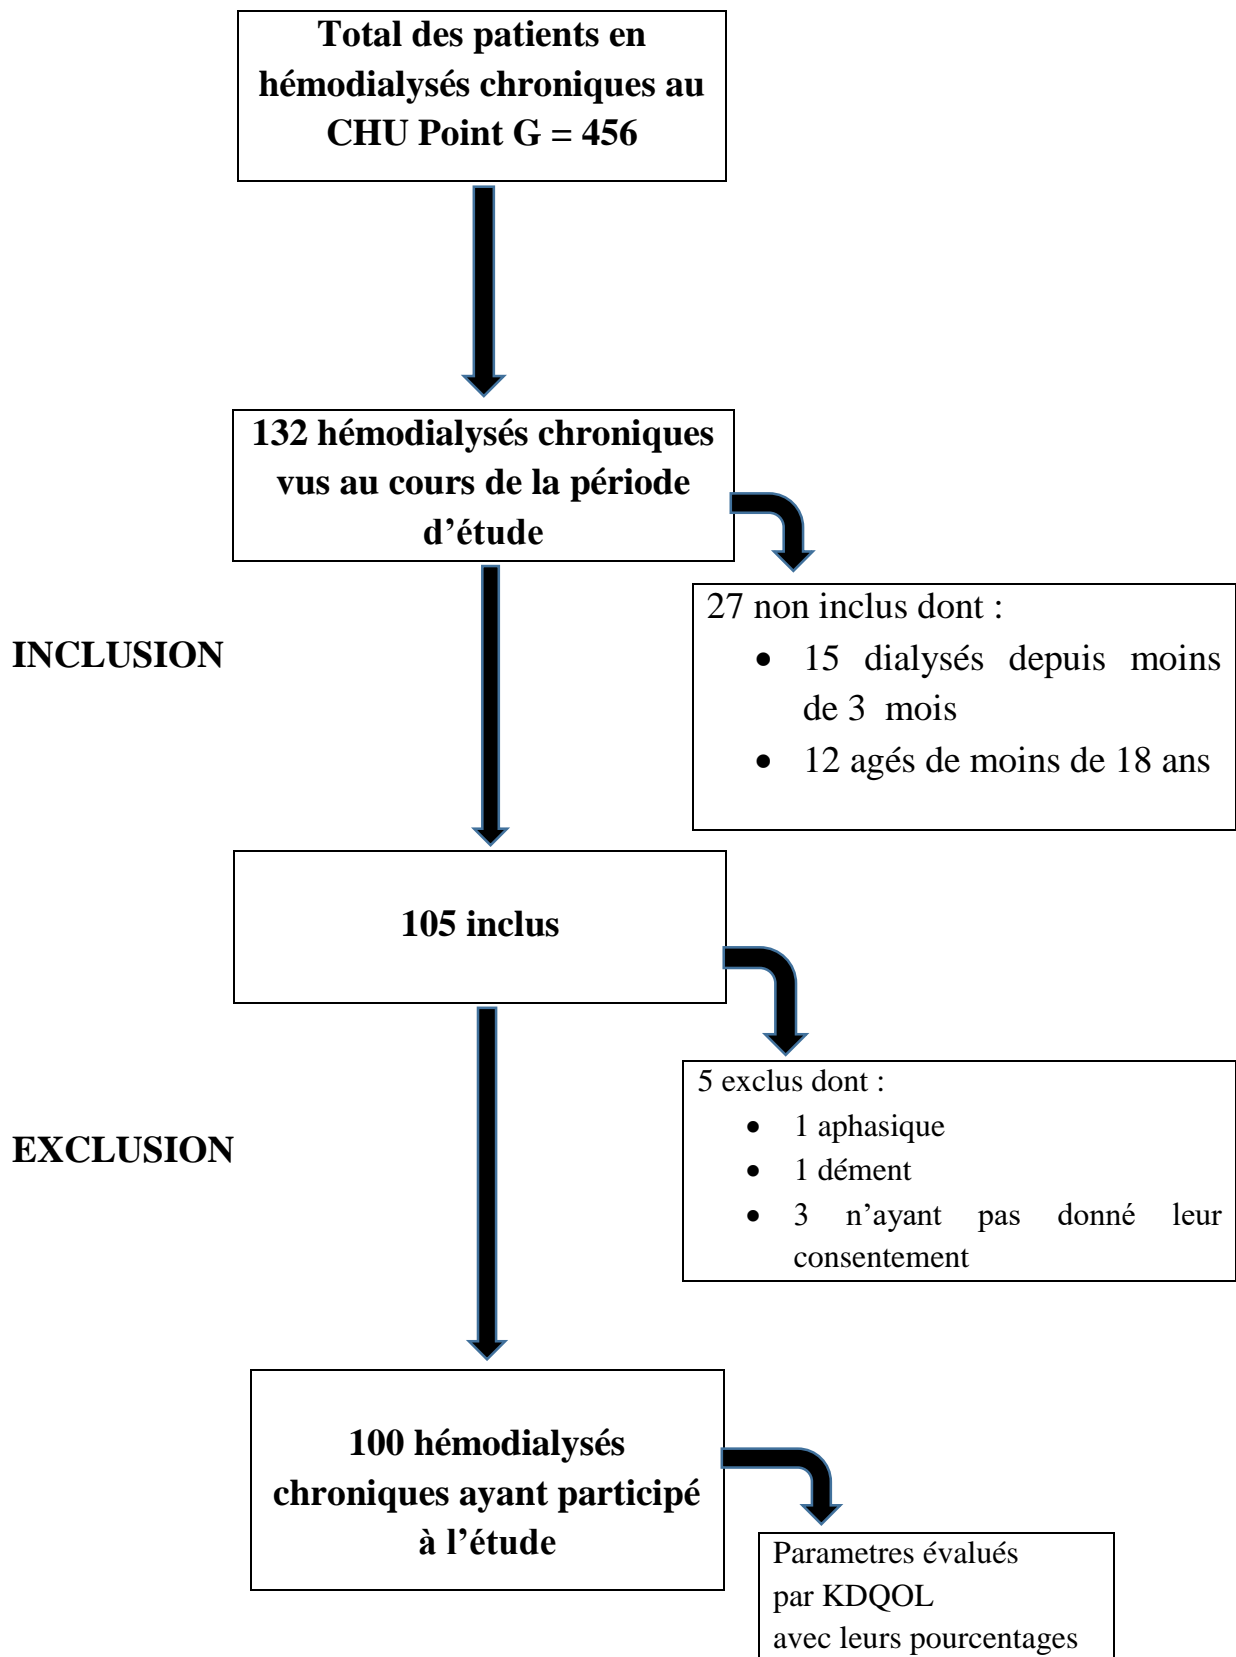 Total des patients en
hémodialysés chroniques au
CHU Point G = 456
132 hémodialysés chroniques
vus au cours de la période
d’étude
27 non inclus dont :
• 15 dialysés depuis moins
de 3 mois
• 12 agés de moins de 18 ans
INCLUSION
105 inclus
5 exclus dont :
• 1 aphasique
• 1 dément
• 3 n’ayant pas donné leur
consentement
EXCLUSION
100 hémodialysés
chroniques ayant participé
à l’étude
Parametres évalués
par KDQOL
avec leurs pourcentages